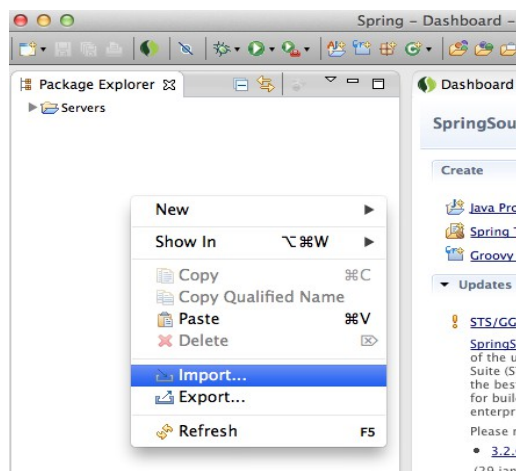 Spring – Dashboard –
Package Explorer
Servers
New
Show In ⌥⌘W
Copy ⌘C
Copy Qualified Name
Paste ⌘V
Delete
Import...
Export...
Refresh F5
Dashboard
SpringSou
Create
Java Pro
Spring
Groovy
Updates
STS/GG
SpringS
of the u
Suite (S
the bes
for buil
enterpr
Please r
3.2.
(29 jan